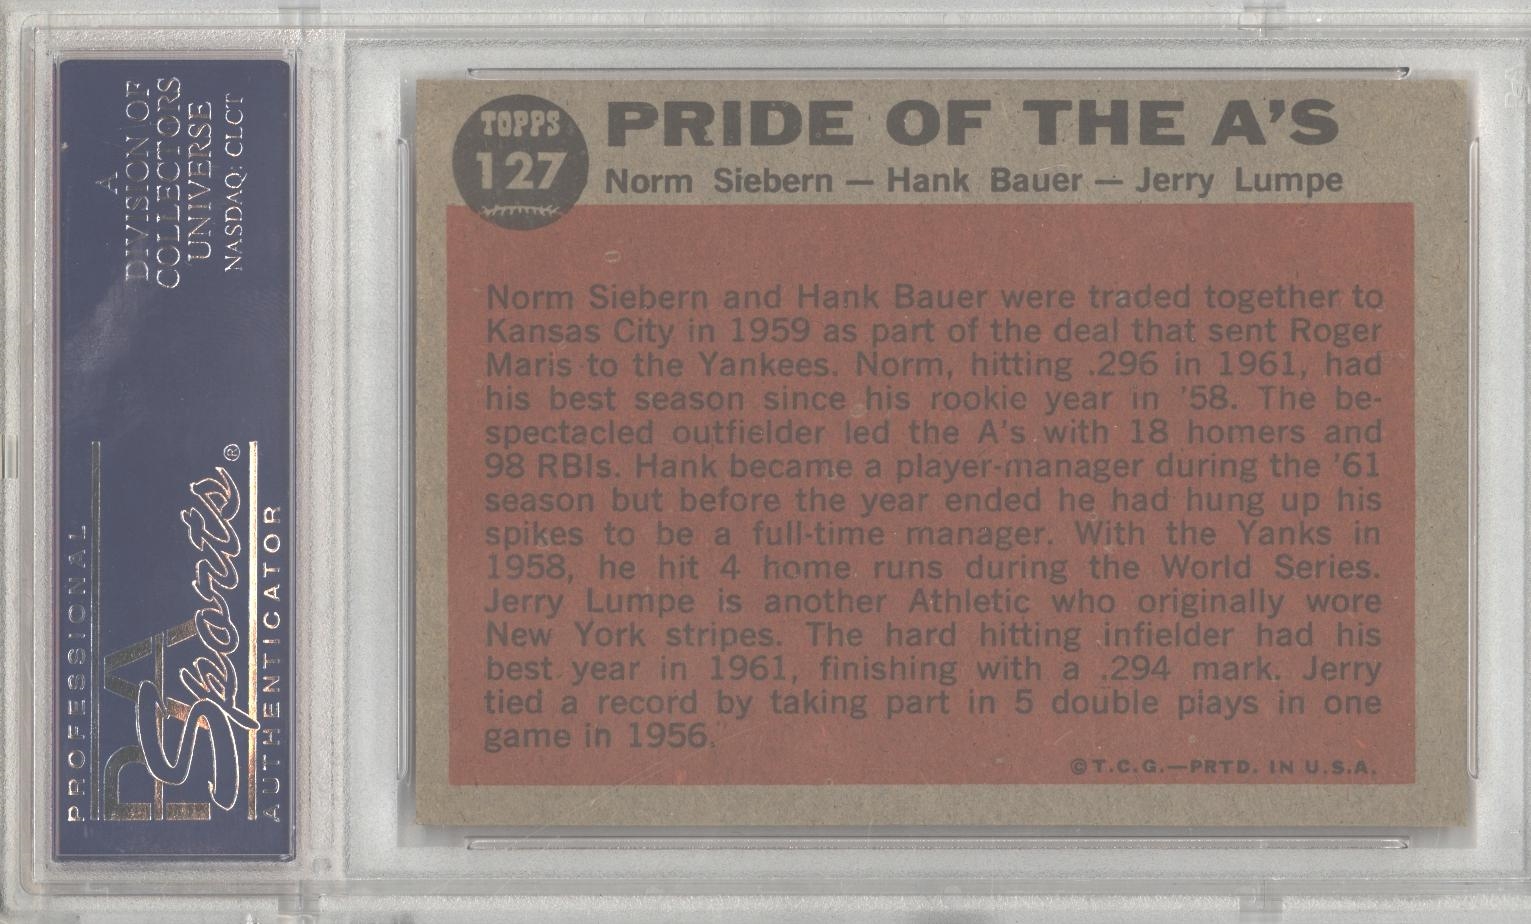 A
DIVISION OF
COLLECTORS
UNIVERSE
NASDAQ: CLCT
PROFESSIONAL
PSA
Sports®
AUTHENTICATOR
TOPPS
127
PRIDE OF THE A'S
Norm Siebern — Hank Bauer — Jerry Lumpe
Norm Siebern and Hank Bauer were traded together to
Kansas City in 1959 as part of the deal that sent Roger
Maris to the Yankees. Norm, hitting .296 in 1961, had
his best season since his rookie year in '58. The be-
spectacled outfielder led the A's with 18 homers and
98 RBIs. Hank became a player-manager during the '61
season but before the year ended he had hung up his
spikes to be a full-time manager. With the Yanks in
1958, he hit 4 home runs during the World Series.
Jerry Lumpe is another Athletic who originally wore
New York stripes. The hard hitting infielder had his
best year in 1961, finishing with a .294 mark. Jerry
tied a record by taking part in 5 double plays in one
game in 1956."
©T.C.G.—PRTD. IN U.S.A.